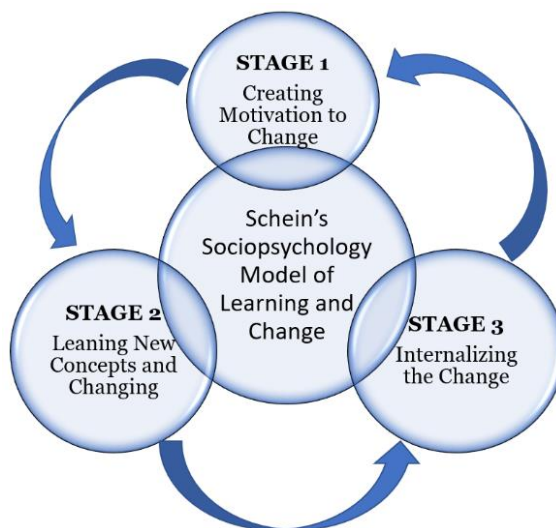 STAGE 1
Creating
Motivation to
Change
Schein's
Sociopsychology
Model of
Learning and
Change
STAGE 2
Leaning New
Concepts and
Changing
STAGE 3
Internalizing
the Change